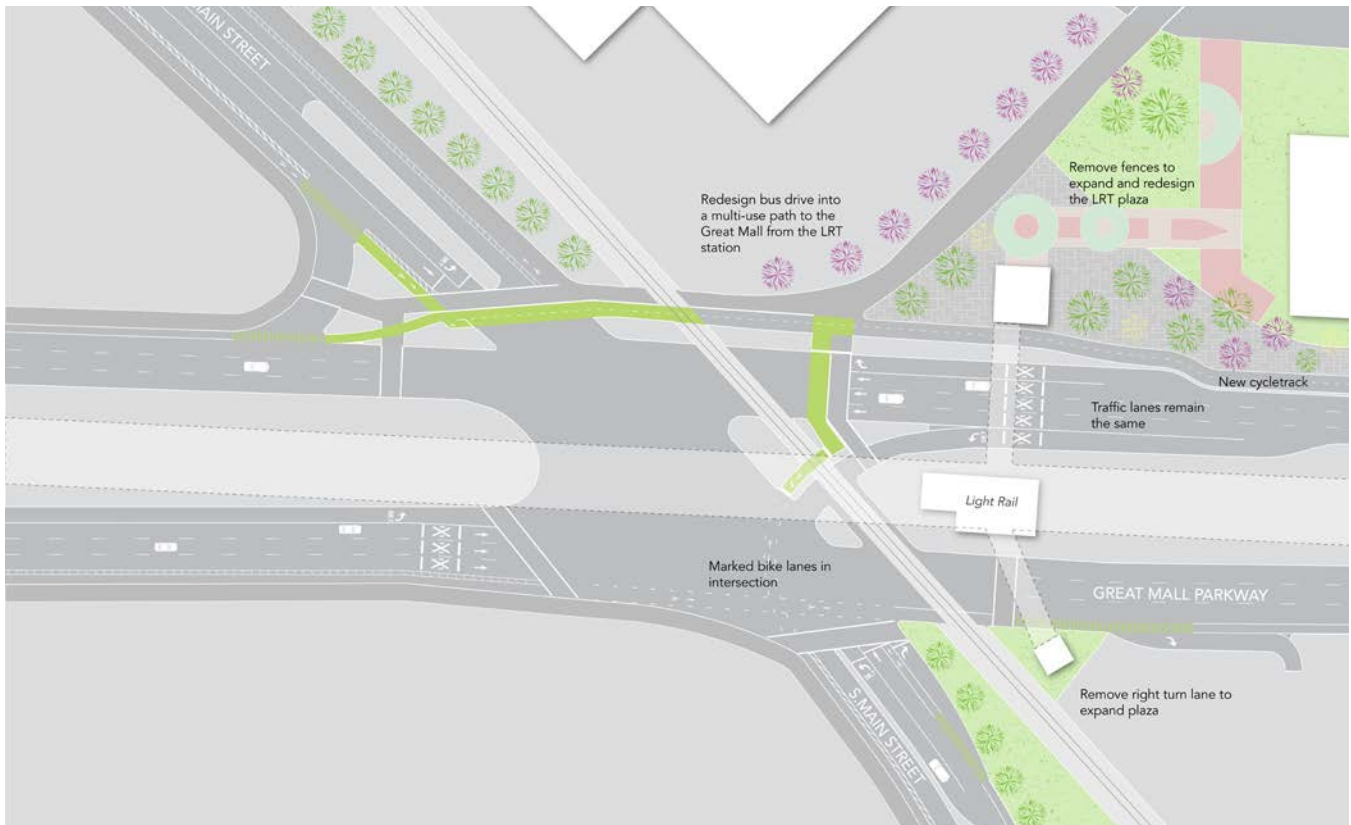 MAIN STREET
Remove fences to
expand and redesign
the LRT plaza
Redesign bus drive into
a multi-use path to the
Great Mall from the LRT
station
New cycletrack
Traffic lanes remain
the same
Light Rail
Marked bike lanes in
intersection
GREAT MALL PARKWAY
S.MAIN STREET
Remove right turn lane to
expand plaza